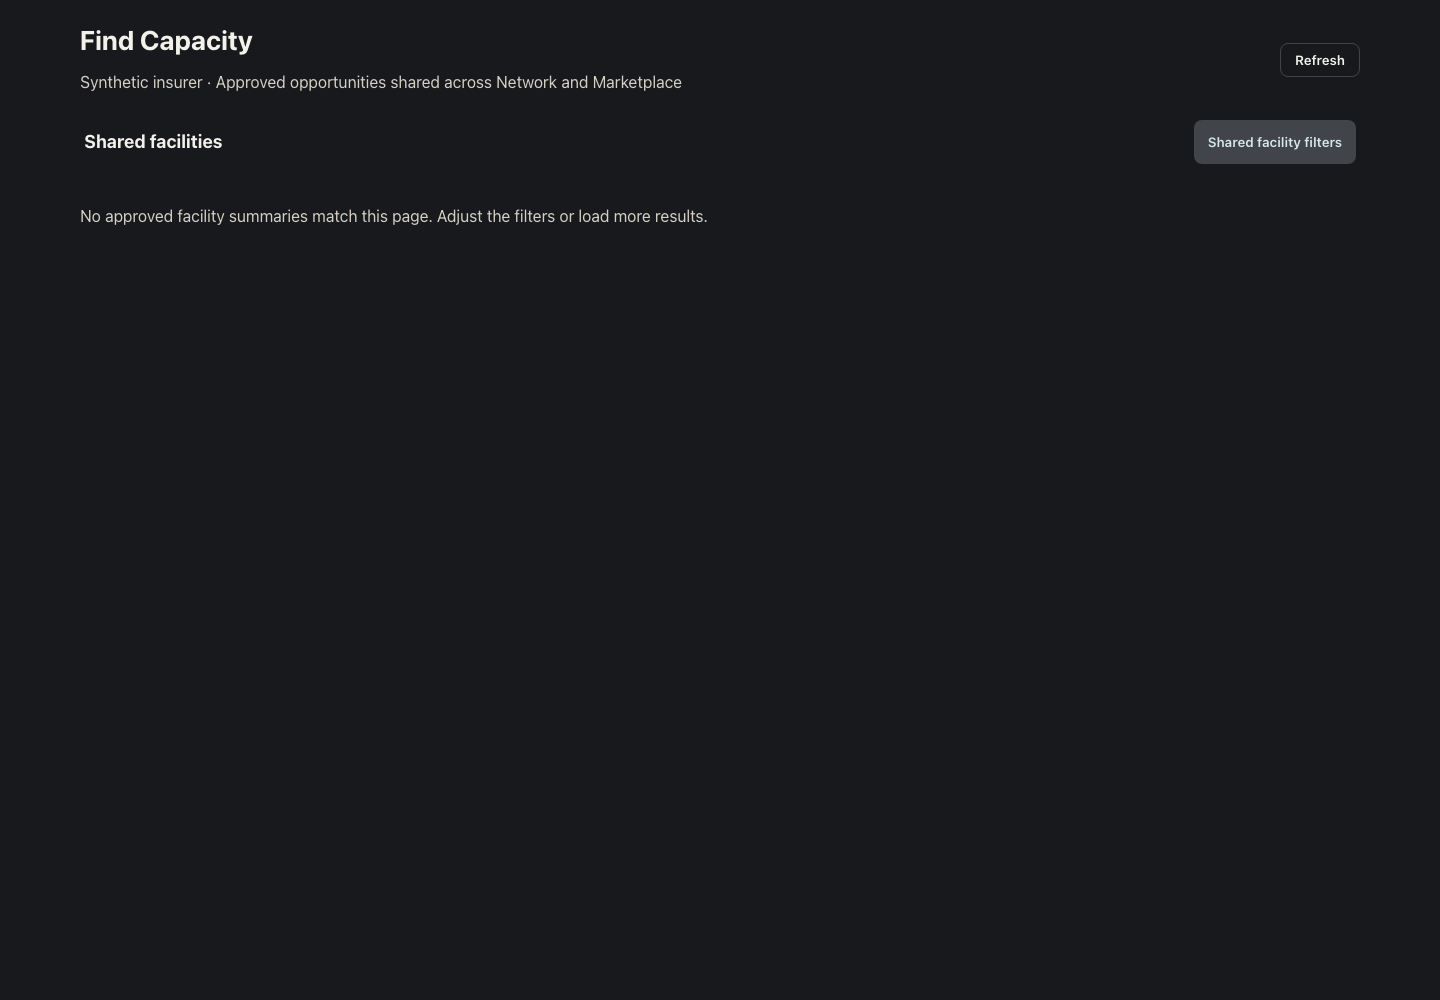 Find Capacity
Synthetic insurer · Approved opportunities shared across Network and Marketplace
Refresh
Shared facilities
Shared facility filters
No approved facility summaries match this page. Adjust the filters or load more results.